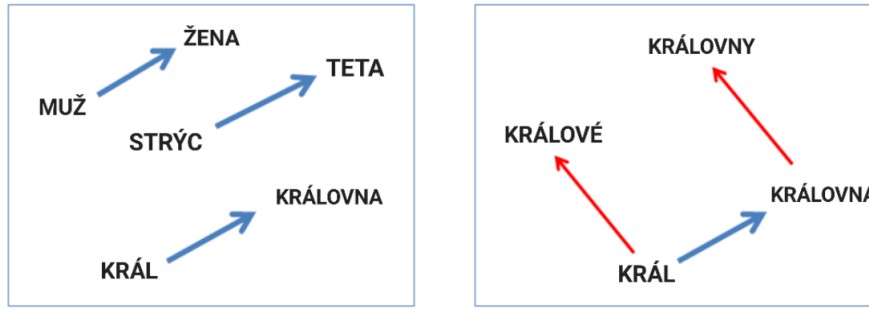 ŽENA
TETA
MUŽ
STRÝC
KRÁLOVNA
KRÁL
KRÁLOVNY
KRÁLOVÉ
KRÁLOVNA
KRÁL